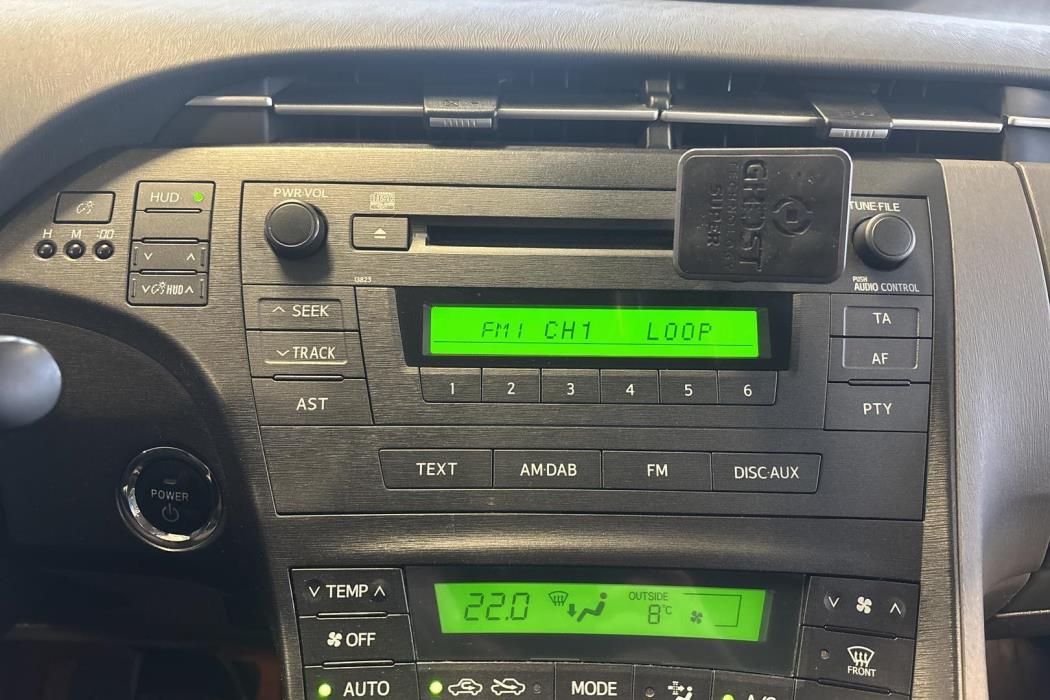 HUD
H M :00
HUD
PWR·VOL
13823
GHOST
SUPER
TUNE·FILE
PUSH
AUDIO CONTROL
SEEK
TRACK
AST
FM1 CH1 LOOP
1 2 3 4 5 6
TA
AF
PTY
TEXT AM·DAB FM DISC·AUX
POWER
TEMP
OFF
AUTO
22.0
OUTSIDE
8°C
FRONT
MODE
A/C